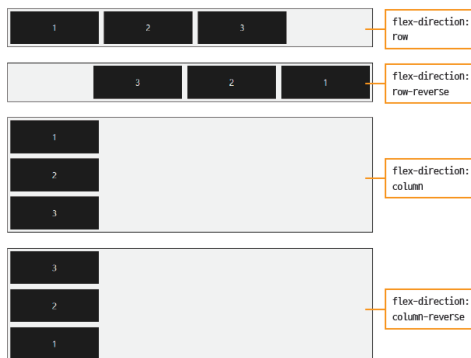 1 2 3
flex-direction:
row
3 2 1
flex-direction:
row-reverse
1
2
3
flex-direction:
column
3
2
1
flex-direction:
column-reverse